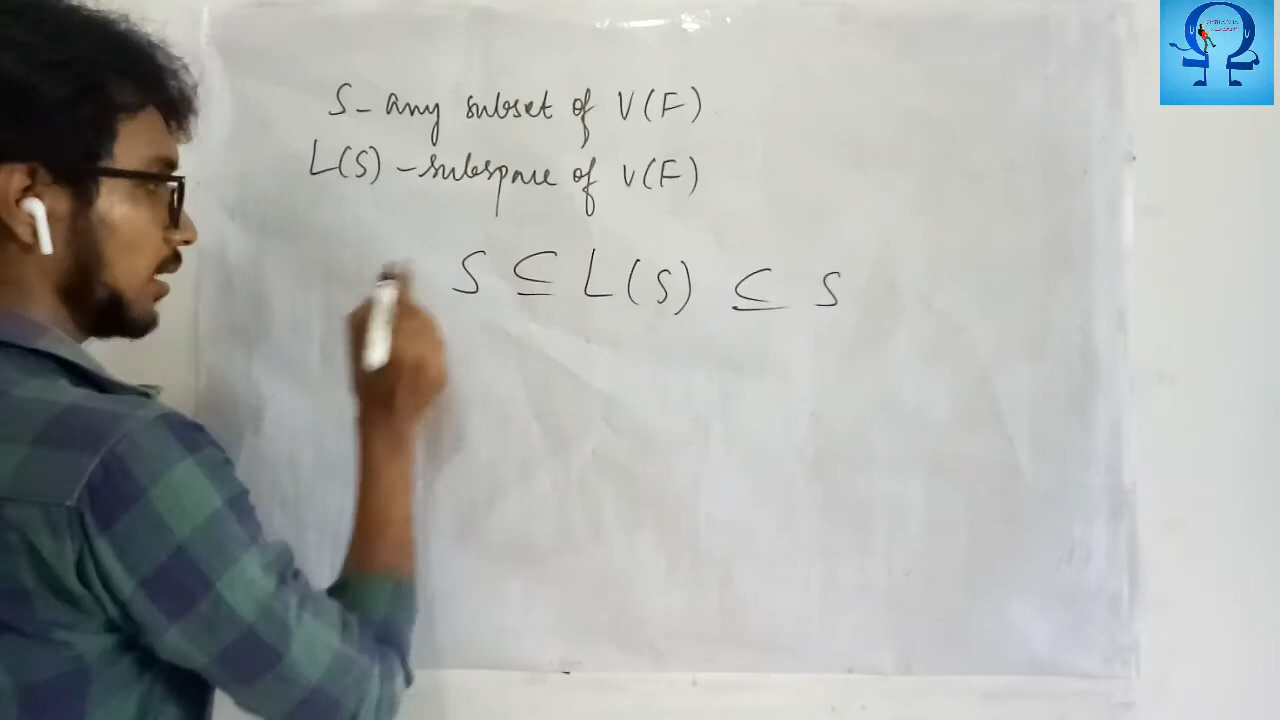 S - any subset of V(F)
L(S) - subspace of V(F)
S ⊆ L(S) ⊆ S